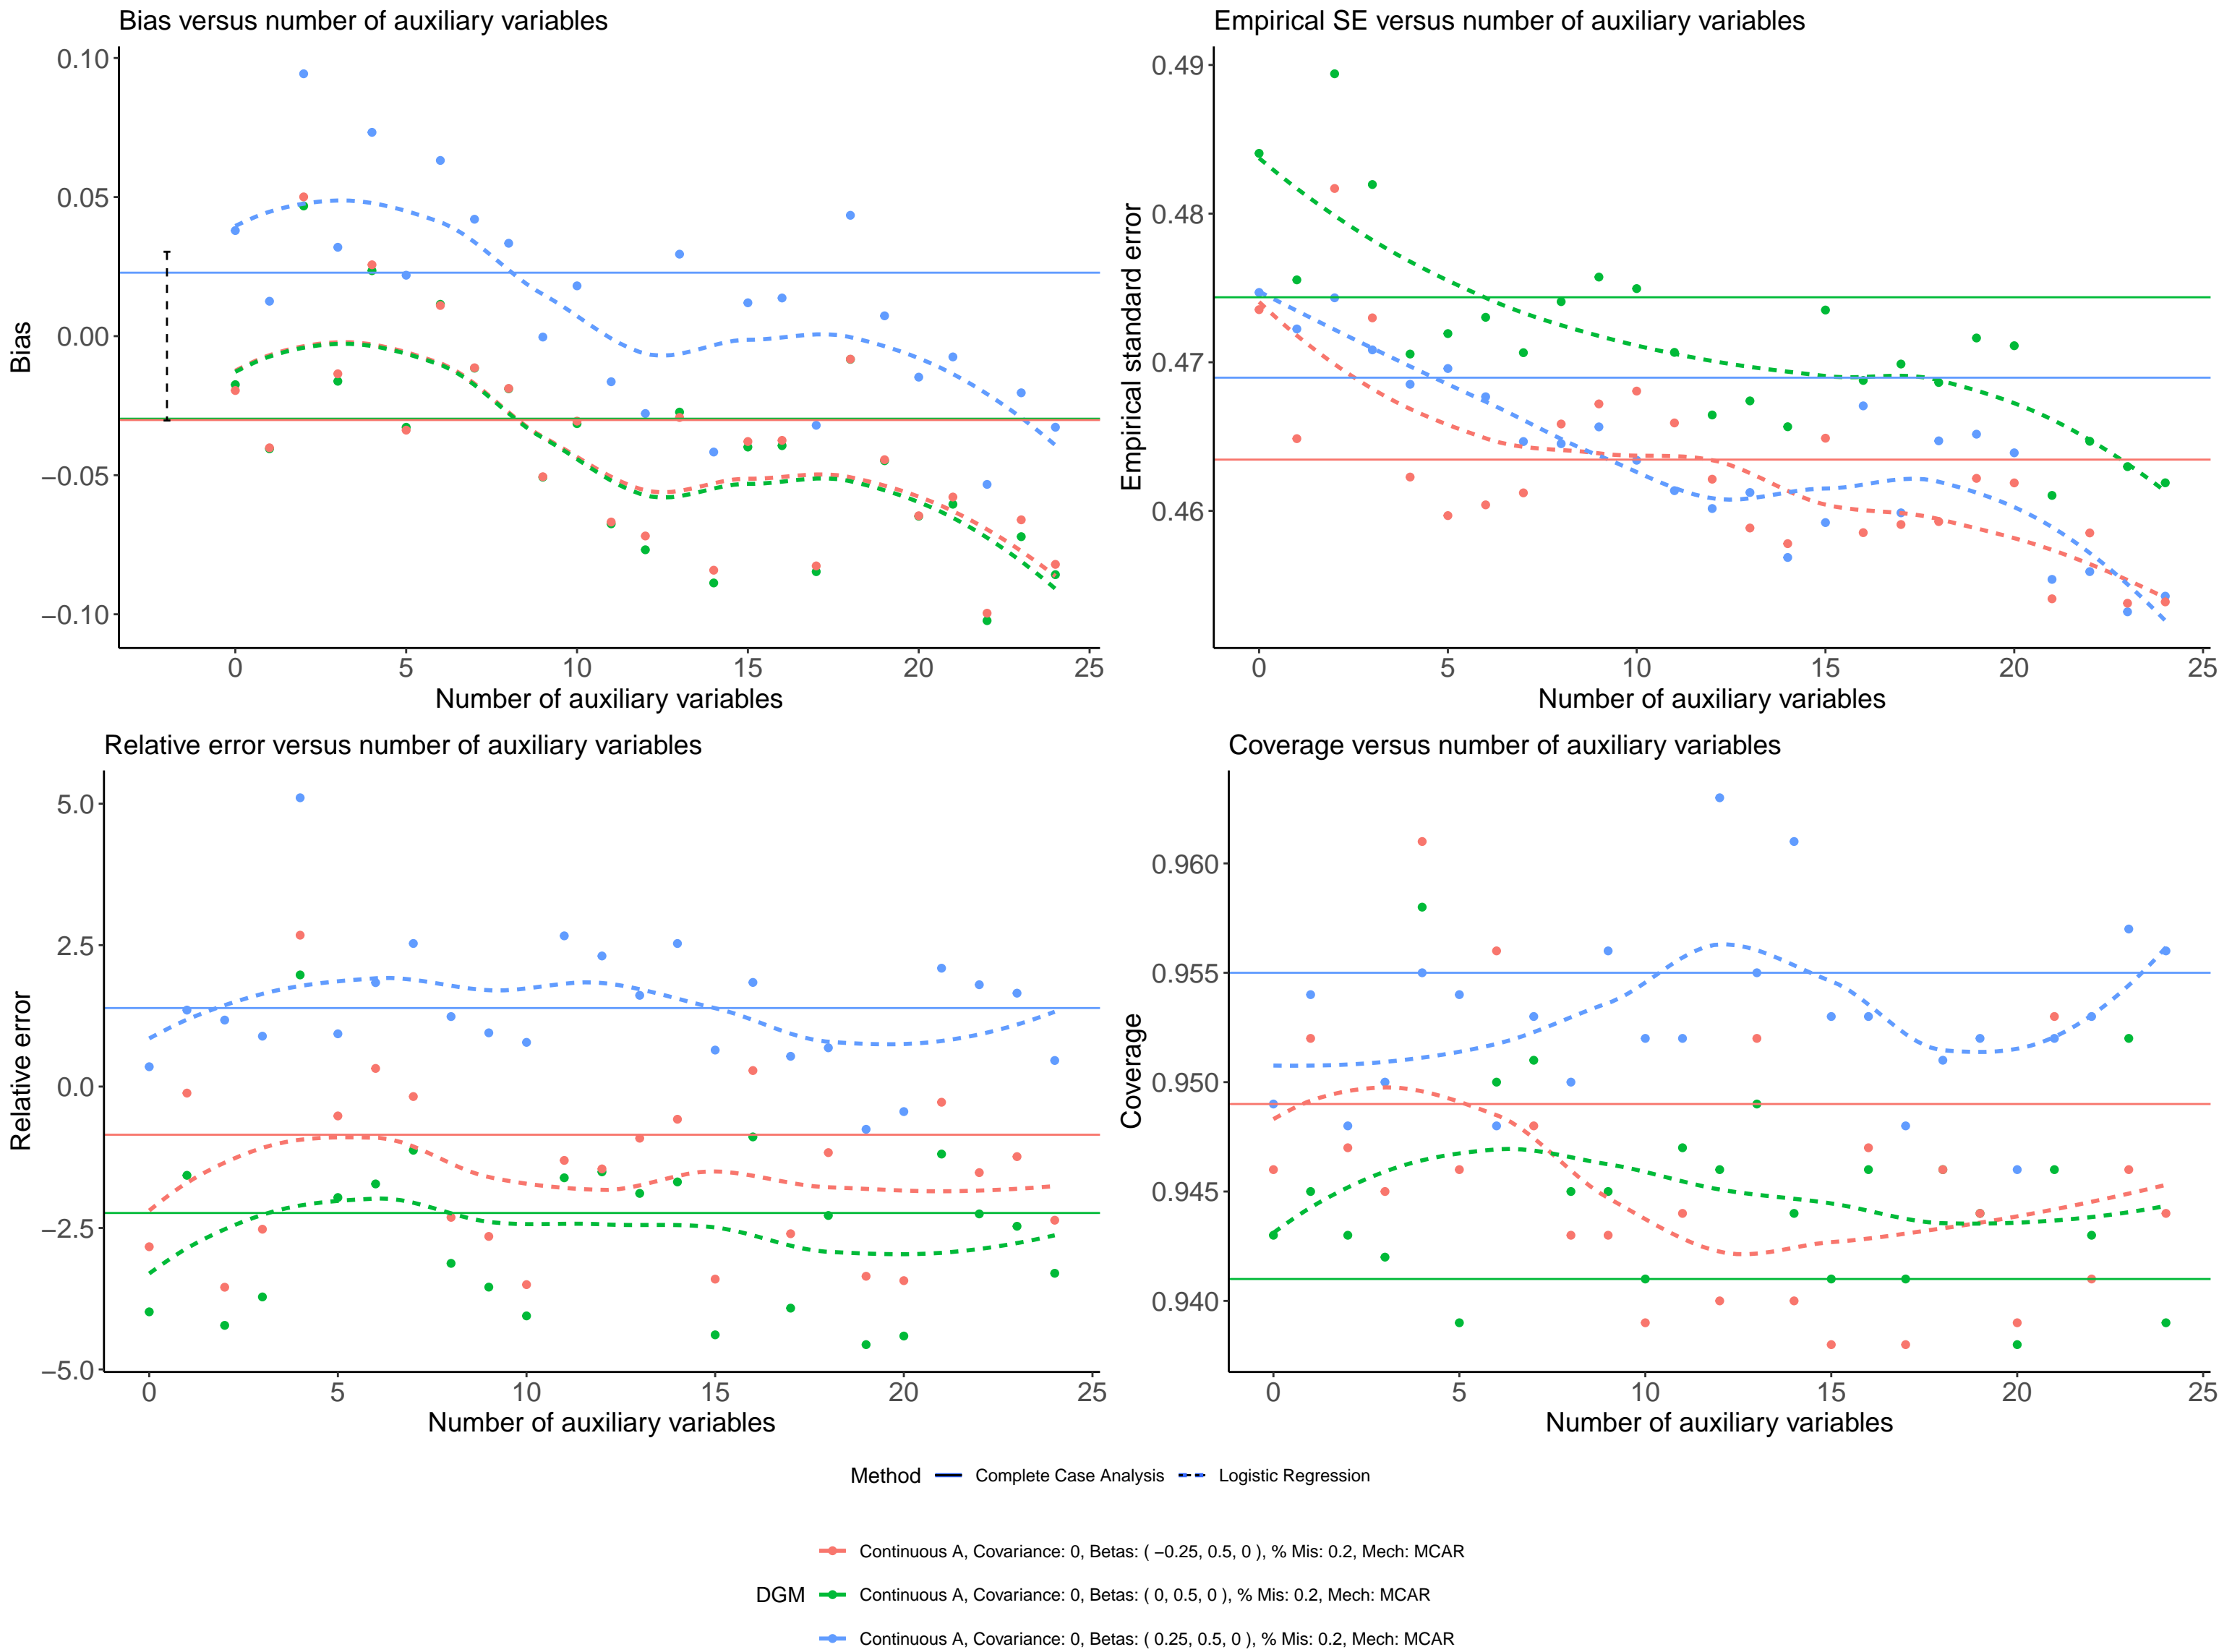 Bias versus number of auxiliary variables
0.10
0.05
0.00
−0.05
−0.10
Bias
0 5 10 15 20 25
Number of auxiliary variables
Empirical SE versus number of auxiliary variables
0.49
0.48
0.47
0.46
Empirical standard error
0 5 10 15 20 25
Number of auxiliary variables
Relative error versus number of auxiliary variables
5.0
2.5
0.0
−2.5
−5.0
Relative error
0 5 10 15 20 25
Number of auxiliary variables
Coverage versus number of auxiliary variables
0.960
0.955
0.950
0.945
0.940
Coverage
0 5 10 15 20 25
Number of auxiliary variables
Method Complete Case Analysis Logistic Regression
Continuous A, Covariance: 0, Betas: ( −0.25, 0.5, 0 ), % Mis: 0.2, Mech: MCAR
DGM Continuous A, Covariance: 0, Betas: ( 0, 0.5, 0 ), % Mis: 0.2, Mech: MCAR
Continuous A, Covariance: 0, Betas: ( 0.25, 0.5, 0 ), % Mis: 0.2, Mech: MCAR